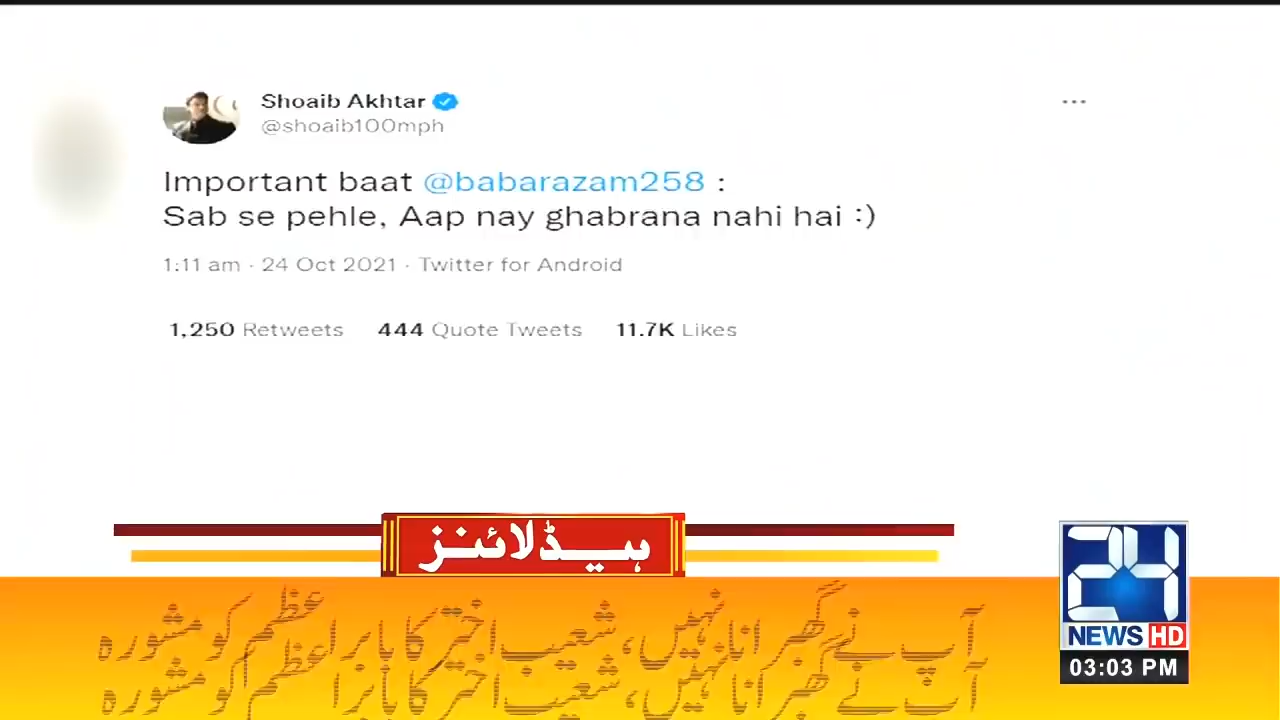 Shoaib Akhtar
@shoaib100mph
...
Important baat @babarazam258 :
Sab se pehle, Aap nay ghabrana nahi hai :)
1:11 am · 24 Oct 2021 · Twitter for Android
1,250 Retweets 444 Quote Tweets 11.7K Likes
ہیڈلائنز
آپ نے گھبرانا نہیں، شعیب اختر کا بابراعظم کو مشورہ
24
NEWS HD
03:03 PM